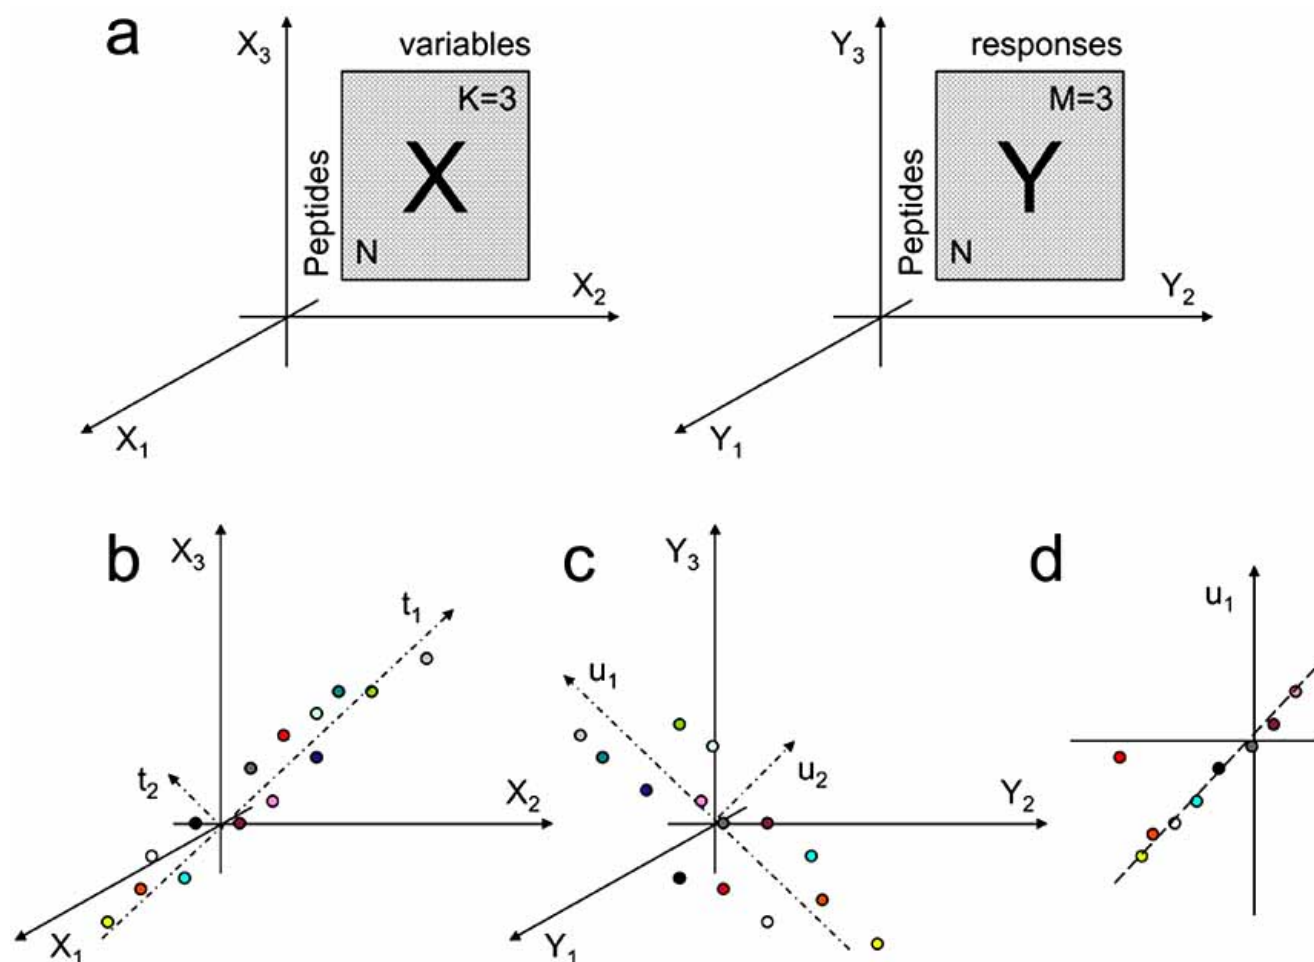 a
X3
variables
K=3
X
Peptides
N
X2
X1
Y3
responses
M=3
Y
Peptides
N
Y2
Y1
b
X3
t1
t2
X2
X1
c
Y3
u1
u2
Y2
Y1
d
u1